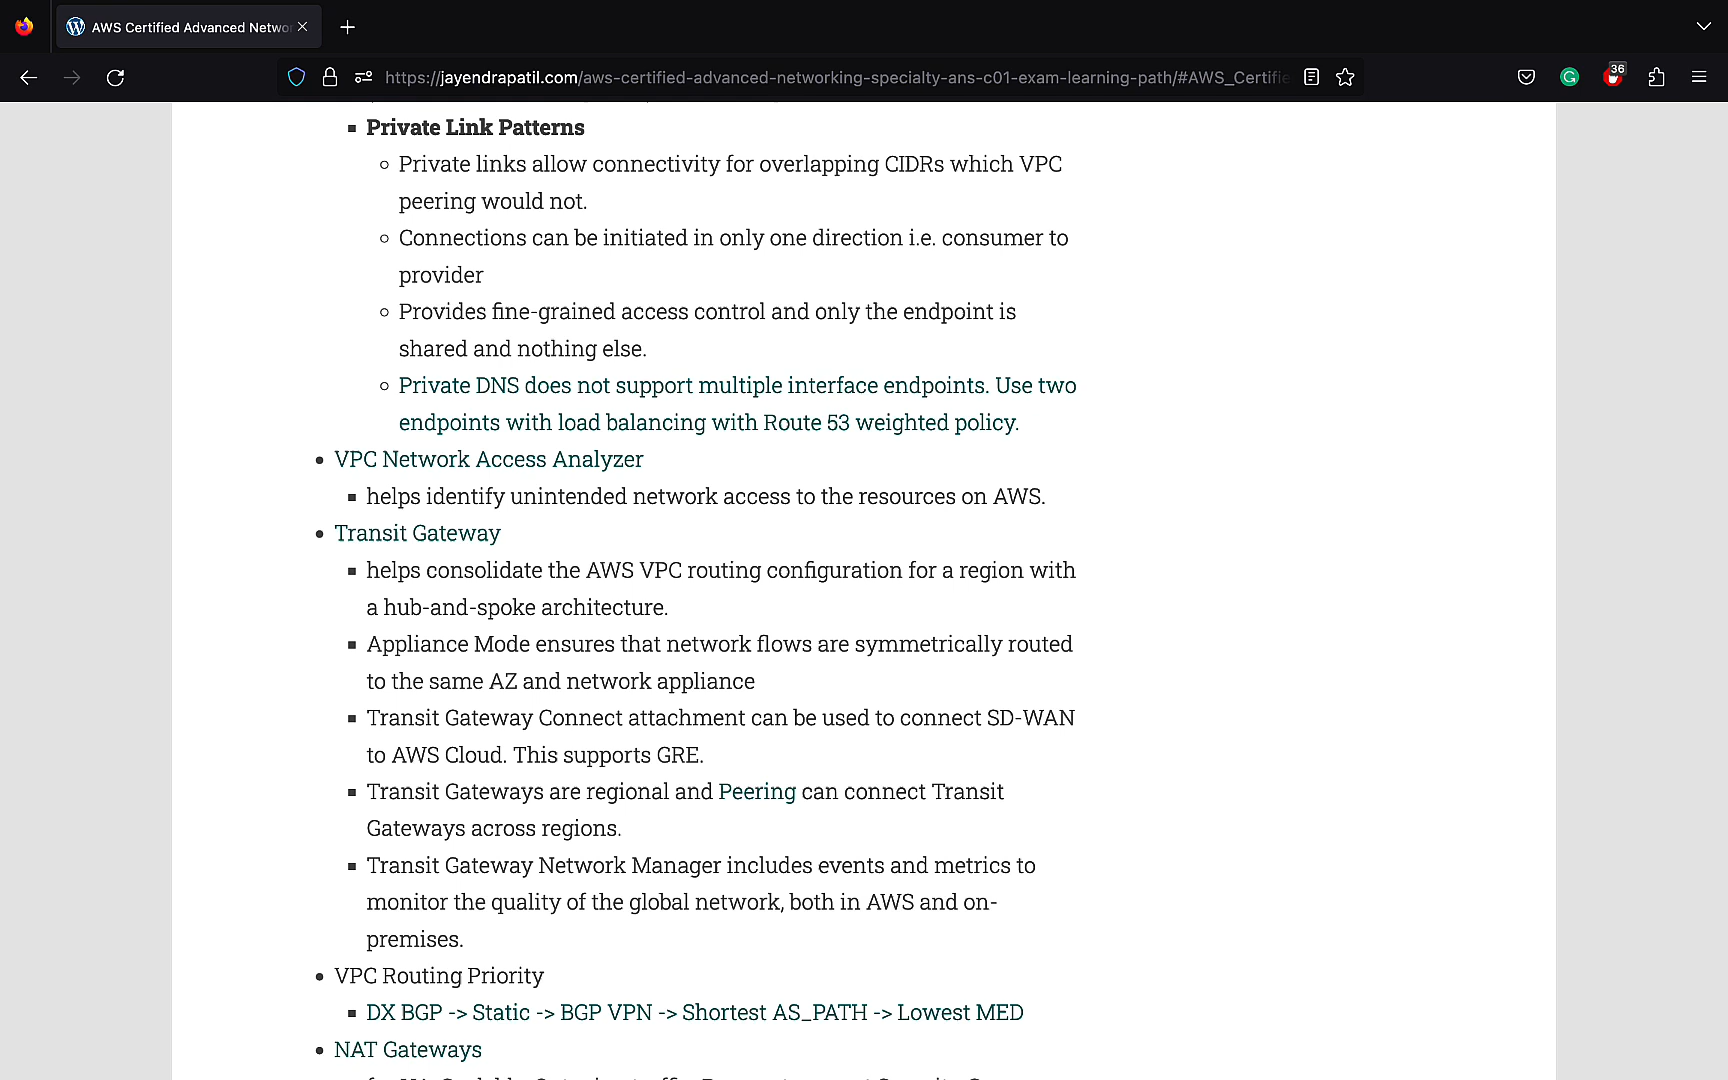 AWS Certified Advanced Netwo
https://jayendrapatil.com/aws-certified-advanced-networking-specialty-ans-c01-exam-learning-path/#AWS_Certifie
36
Private Link Patterns
Private links allow connectivity for overlapping CIDRs which VPC
peering would not.
Connections can be initiated in only one direction i.e. consumer to
provider
Provides fine-grained access control and only the endpoint is
shared and nothing else.
Private DNS does not support multiple interface endpoints. Use two
endpoints with load balancing with Route 53 weighted policy.
VPC Network Access Analyzer
helps identify unintended network access to the resources on AWS.
Transit Gateway
helps consolidate the AWS VPC routing configuration for a region with
a hub-and-spoke architecture.
Appliance Mode ensures that network flows are symmetrically routed
to the same AZ and network appliance
Transit Gateway Connect attachment can be used to connect SD-WAN
to AWS Cloud. This supports GRE.
Transit Gateways are regional and Peering can connect Transit
Gateways across regions.
Transit Gateway Network Manager includes events and metrics to
monitor the quality of the global network, both in AWS and on-
premises.
VPC Routing Priority
DX BGP -> Static -> BGP VPN -> Shortest AS_PATH -> Lowest MED
NAT Gateways